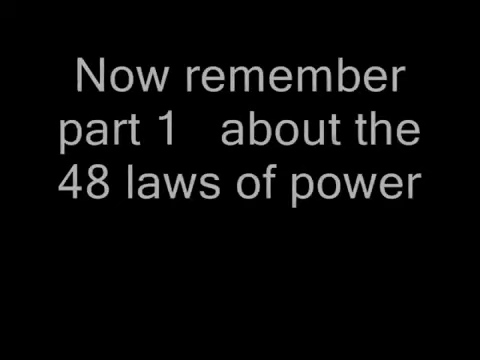 Now remember
part 1   about the
48 laws of power